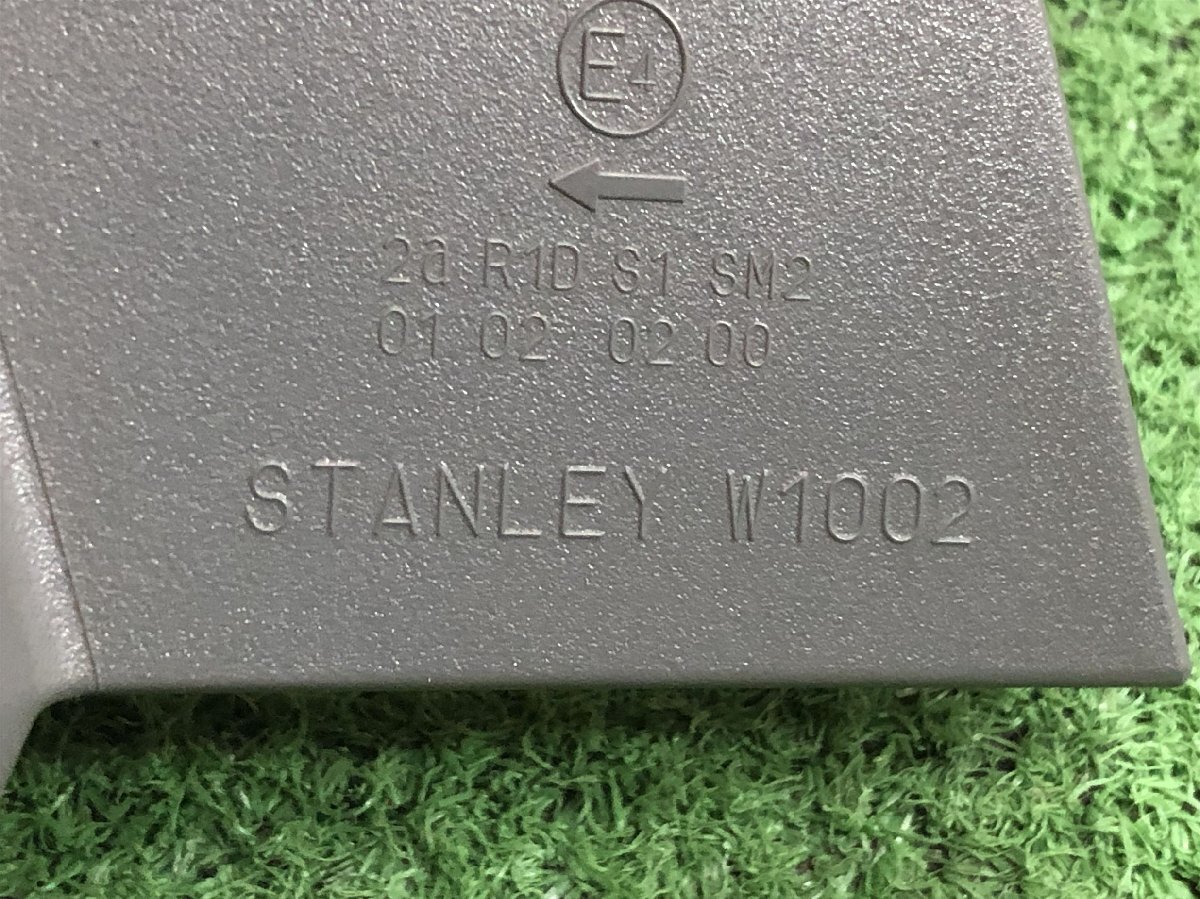 E4
2a R1D S1 SM2
01 02 02 00
STANLEY W1002